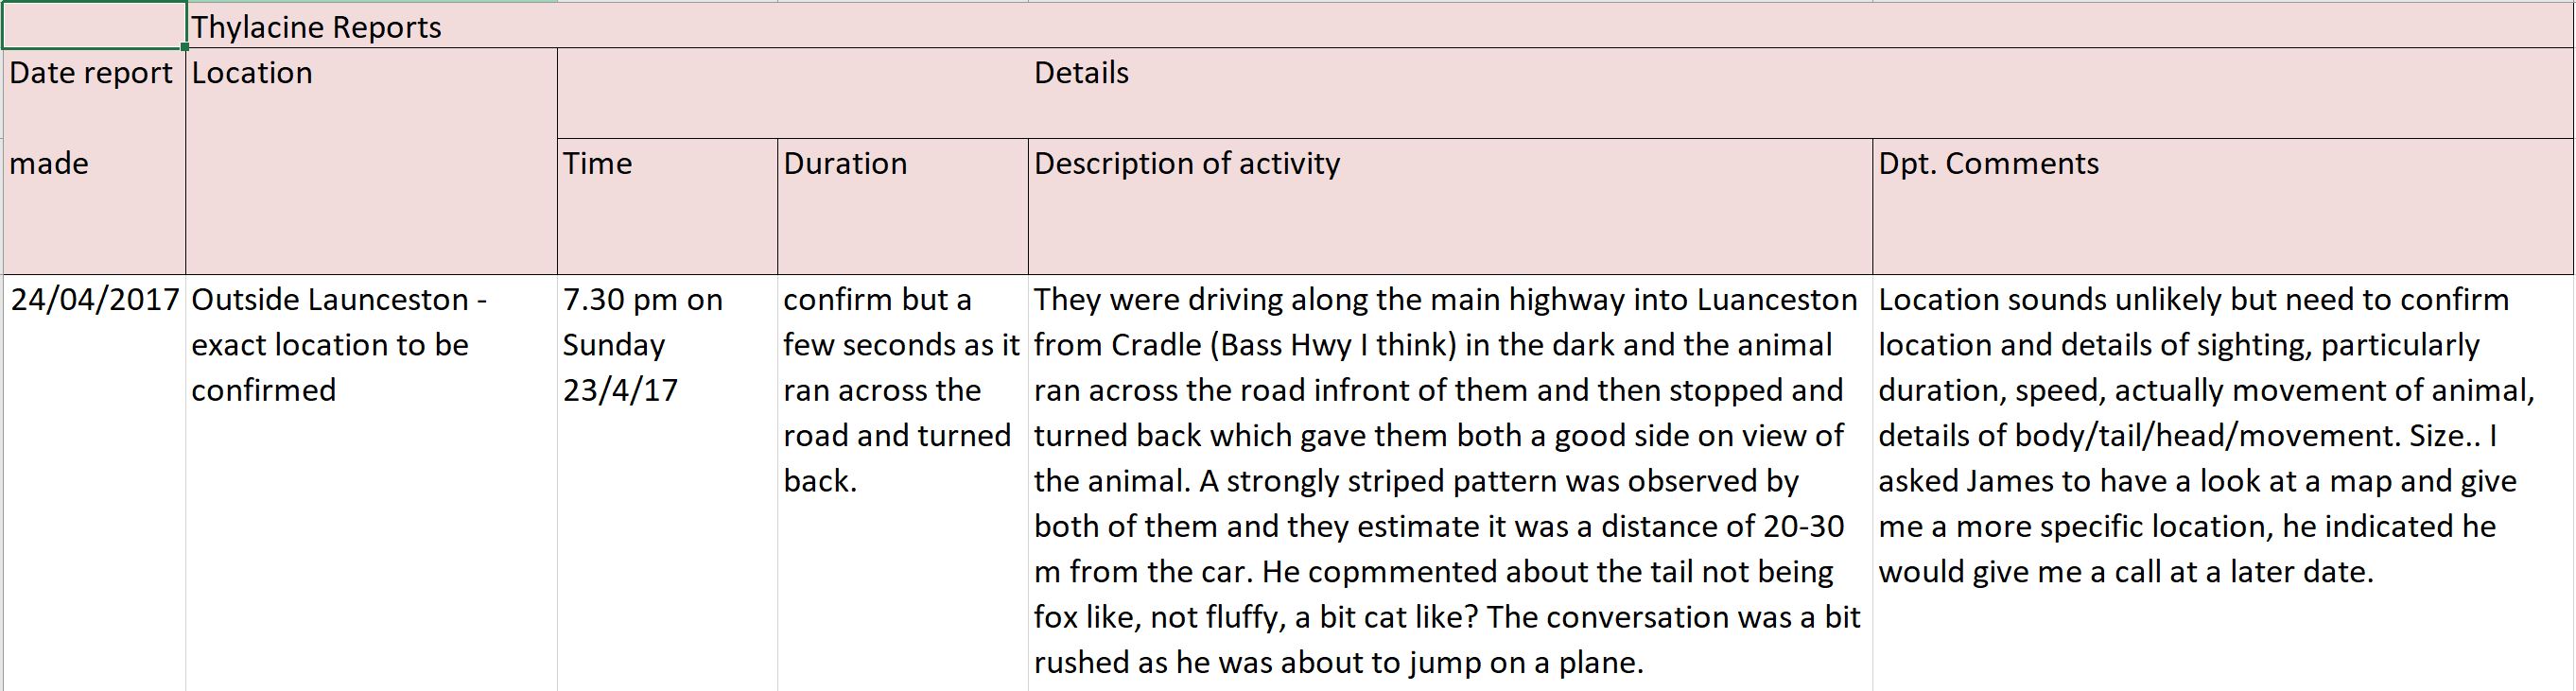 Thylacine Reports
Date report
made
Location
Details
Time
Duration
Description of activity
Dpt. Comments
24/04/2017
Outside Launceston -
exact location to be
confirmed
7.30 pm on
Sunday
23/4/17
confirm but a
few seconds as it
ran across the
road and turned
back.
They were driving along the main highway into Luanceston
from Cradle (Bass Hwy I think) in the dark and the animal
ran across the road infront of them and then stopped and
turned back which gave them both a good side on view of
the animal. A strongly striped pattern was observed by
both of them and they estimate it was a distance of 20-30
m from the car. He copmmented about the tail not being
fox like, not fluffy, a bit cat like? The conversation was a bit
rushed as he was about to jump on a plane.
Location sounds unlikely but need to confirm
location and details of sighting, particularly
duration, speed, actually movement of animal,
details of body/tail/head/movement. Size.. I
asked James to have a look at a map and give
me a more specific location, he indicated he
would give me a call at a later date.